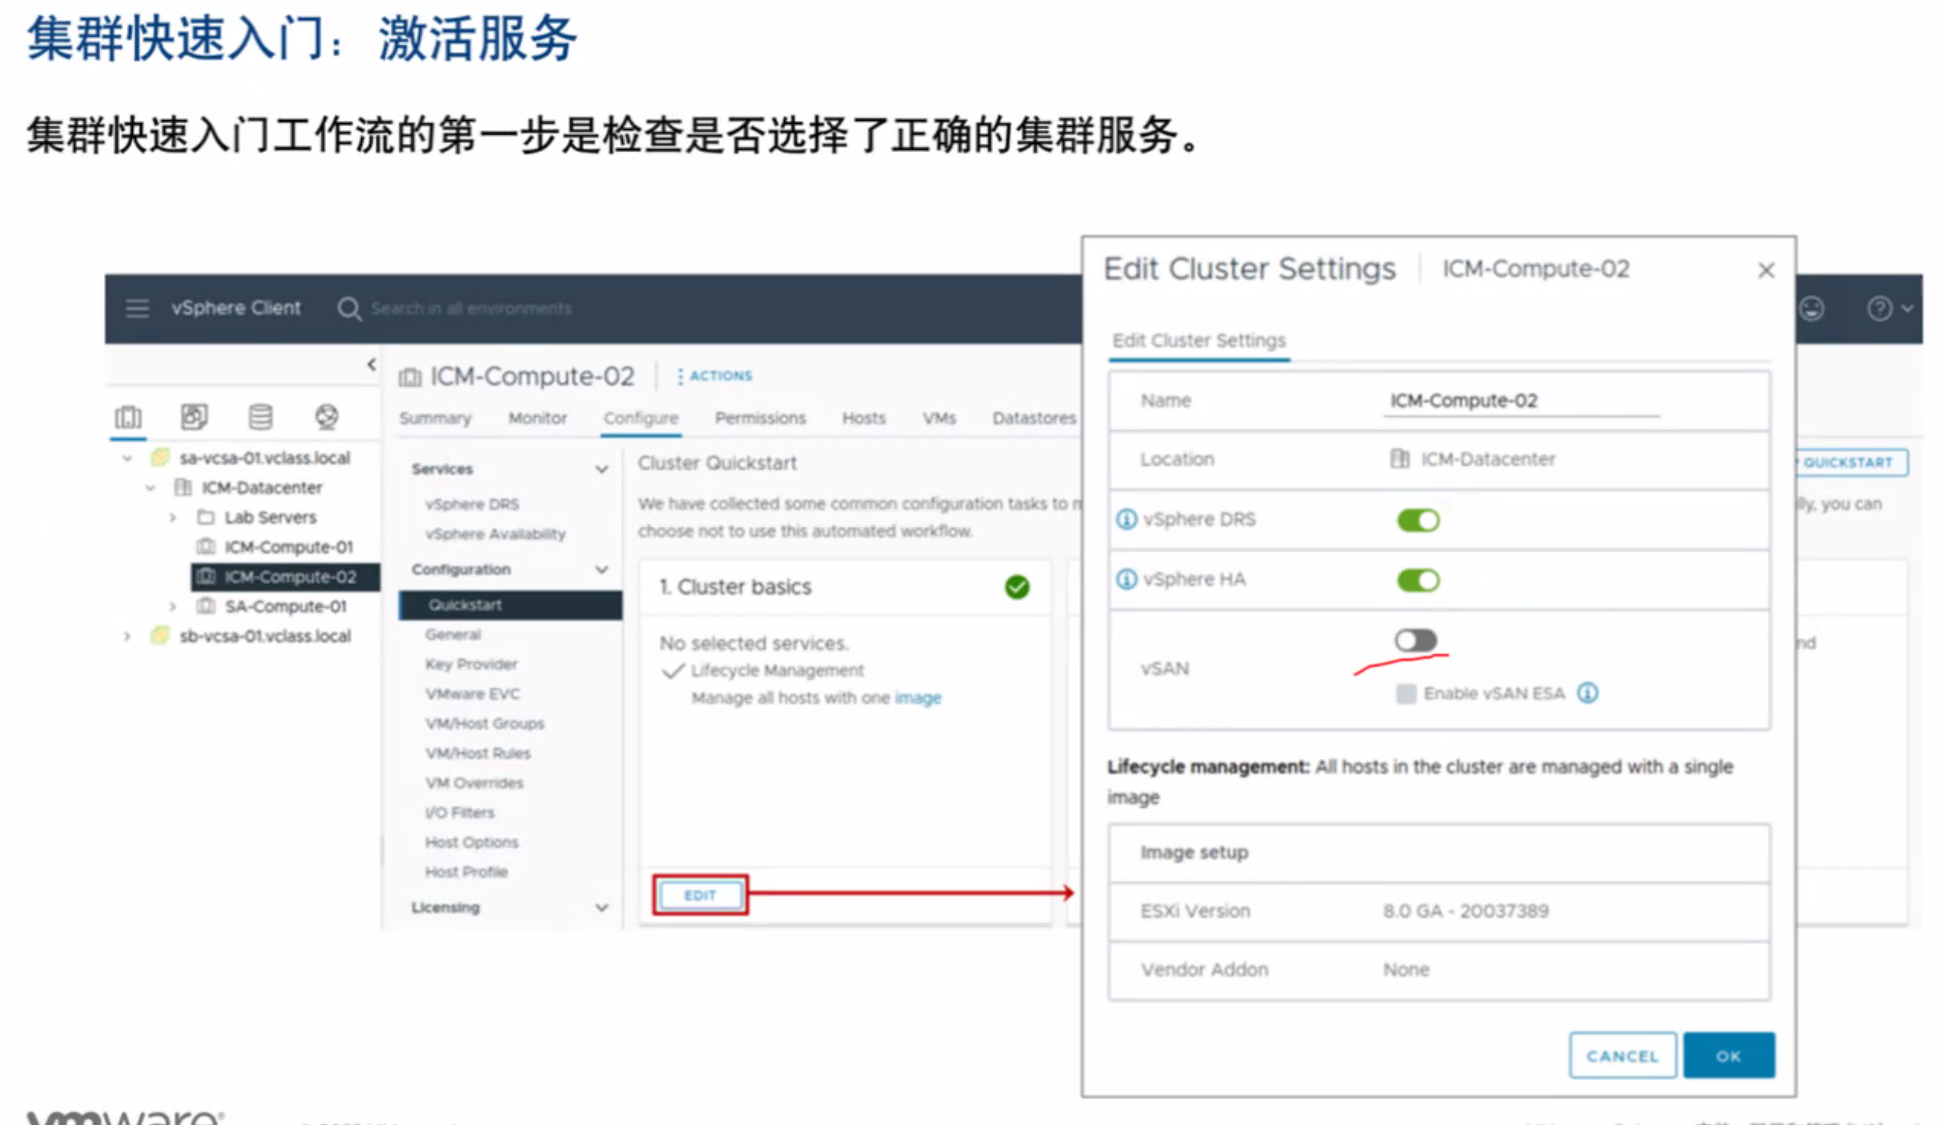 集群快速入门：激活服务
集群快速入门工作流的第一步是检查是否选择了正确的集群服务。
vSphere Client
Search in all environments
sa-vcsa-01.vclass.local
ICM-Datacenter
Lab Servers
ICM-Compute-01
ICM-Compute-02
SA-Compute-01
sb-vcsa-01.vclass.local
ICM-Compute-02
ACTIONS
Summary Monitor Configure Permissions Hosts VMs Datastores
Services
vSphere DRS
vSphere Availability
Configuration
Quickstart
General
Key Provider
VMware EVC
VM/Host Groups
VM/Host Rules
VM Overrides
I/O Filters
Host Options
Host Profile
Licensing
Cluster Quickstart
QUICKSTART
We have collected some common configuration tasks to
you can
choose not to use this automated workflow.
1. Cluster basics
No selected services.
Lifecycle Management
Manage all hosts with one image
EDIT
Edit Cluster Settings ICM-Compute-02
Edit Cluster Settings
Name ICM-Compute-02
Location ICM-Datacenter
vSphere DRS
vSphere HA
vSAN
Enable vSAN ESA
Lifecycle management: All hosts in the cluster are managed with a single
image
Image setup
ESXi Version 8.0 GA - 20037389
Vendor Addon None
CANCEL OK
vmware